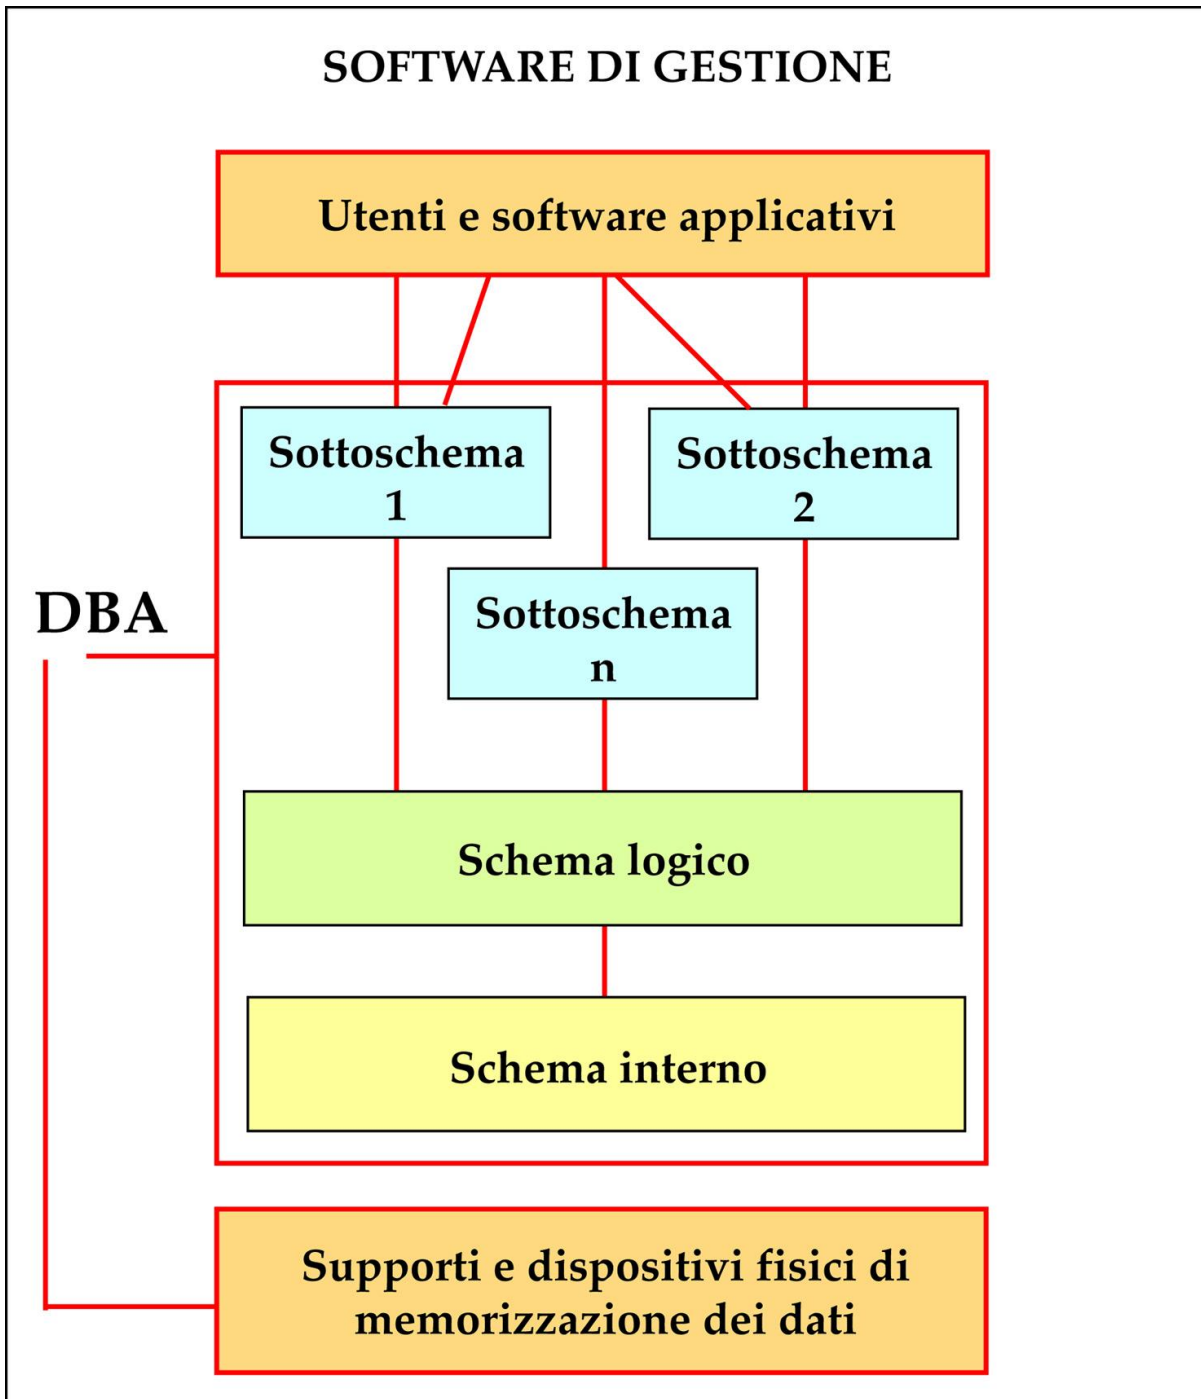 SOFTWARE DI GESTIONE
Utenti e software applicativi
Sottoschema
1
Sottoschema
2
Sottoschema
n
DBA
Schema logico
Schema interno
Supporti e dispositivi fisici di
memorizzazione dei dati